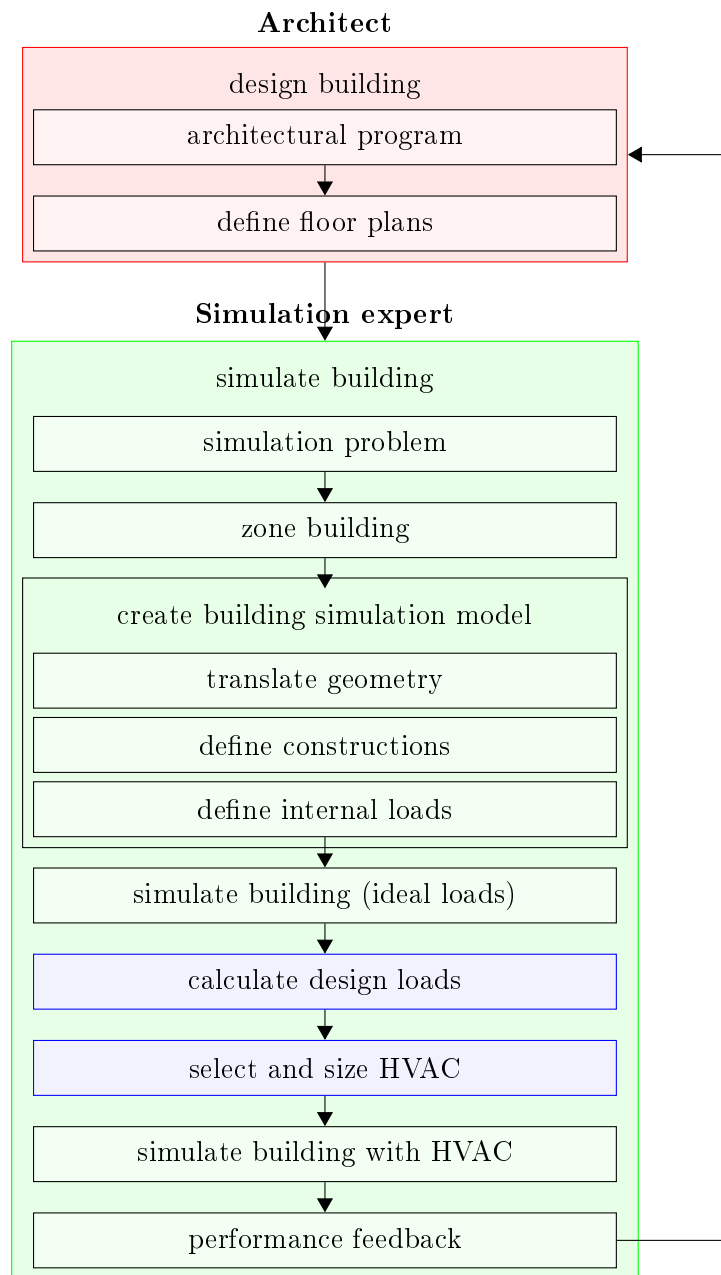 Architect
design building
architectural program
define floor plans
Simulation expert
simulate building
simulation problem
zone building
create building simulation model
translate geometry
define constructions
define internal loads
simulate building (ideal loads)
calculate design loads
select and size HVAC
simulate building with HVAC
performance feedback